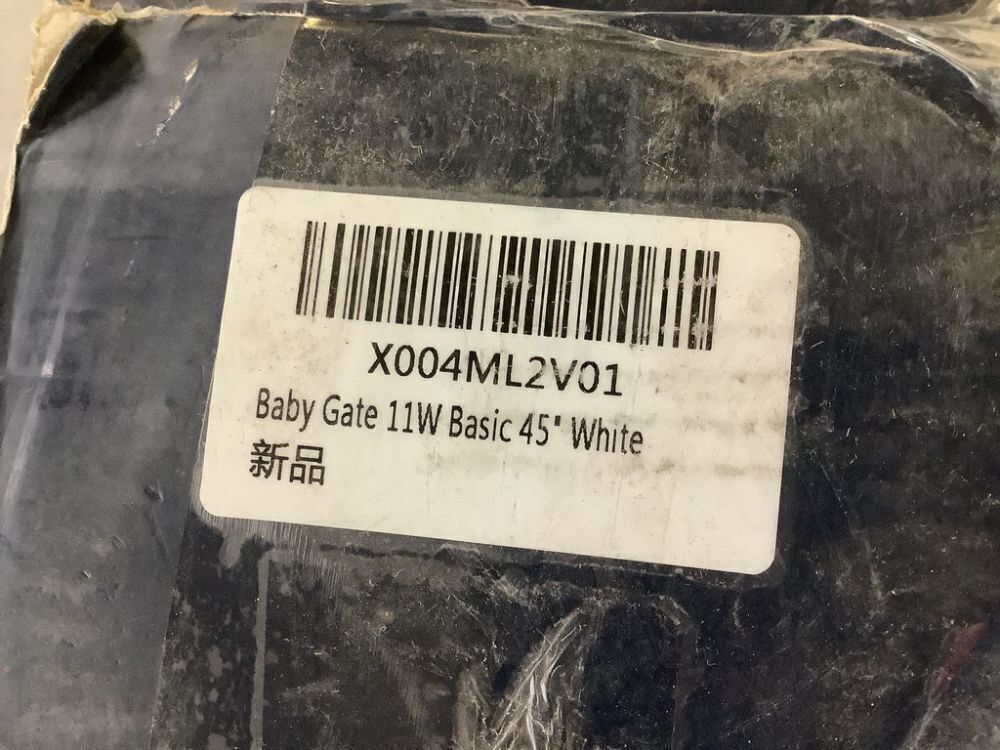 X004ML2V01
Baby Gate 11W Basic 45" White
新品